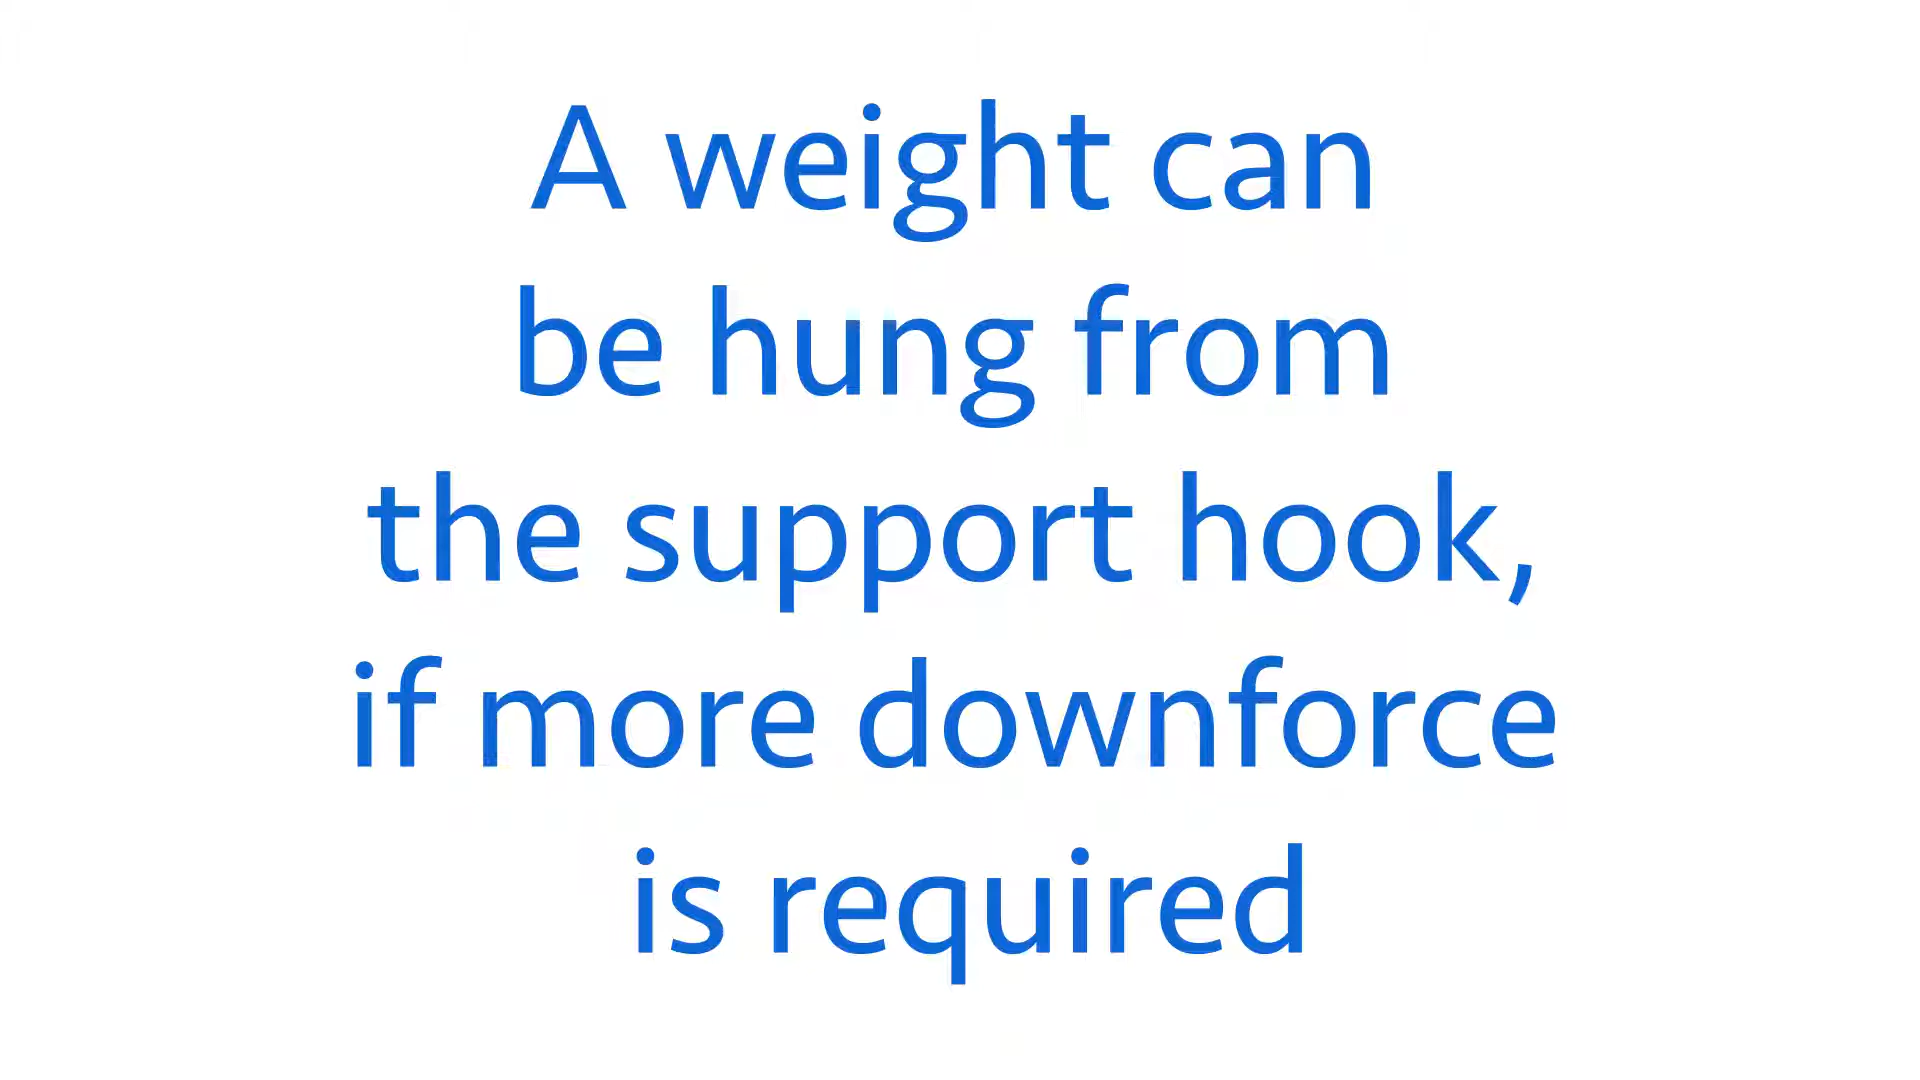 A weight can
be hung from
the support hook,
if more downforce
is required